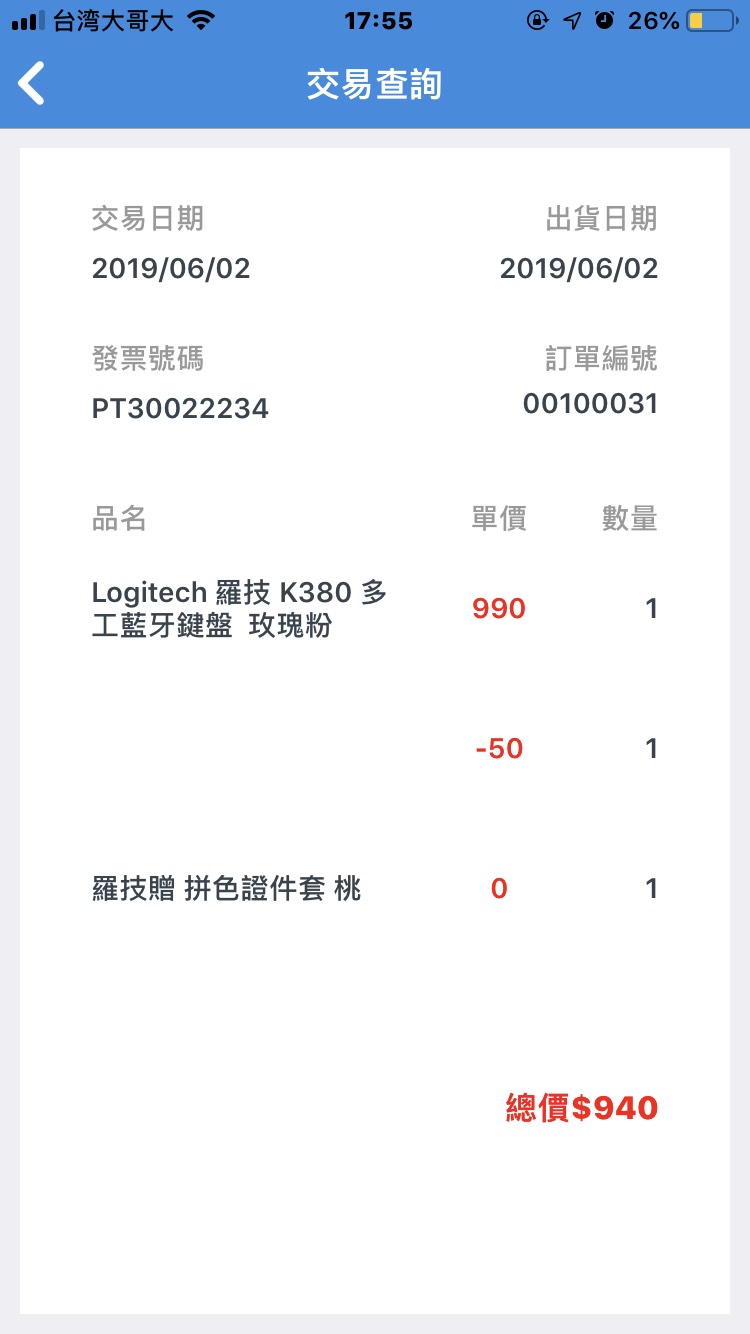 台湾大哥大 17:55 26%
交易查詢
交易日期 出貨日期
2019/06/02 2019/06/02
發票號碼 訂單編號
PT30022234 00100031
品名 單價 數量
Logitech 羅技 K380 多
工藍牙鍵盤 玫瑰粉 990 1
-50 1
羅技贈 拼色證件套 桃 0 1
總價$940